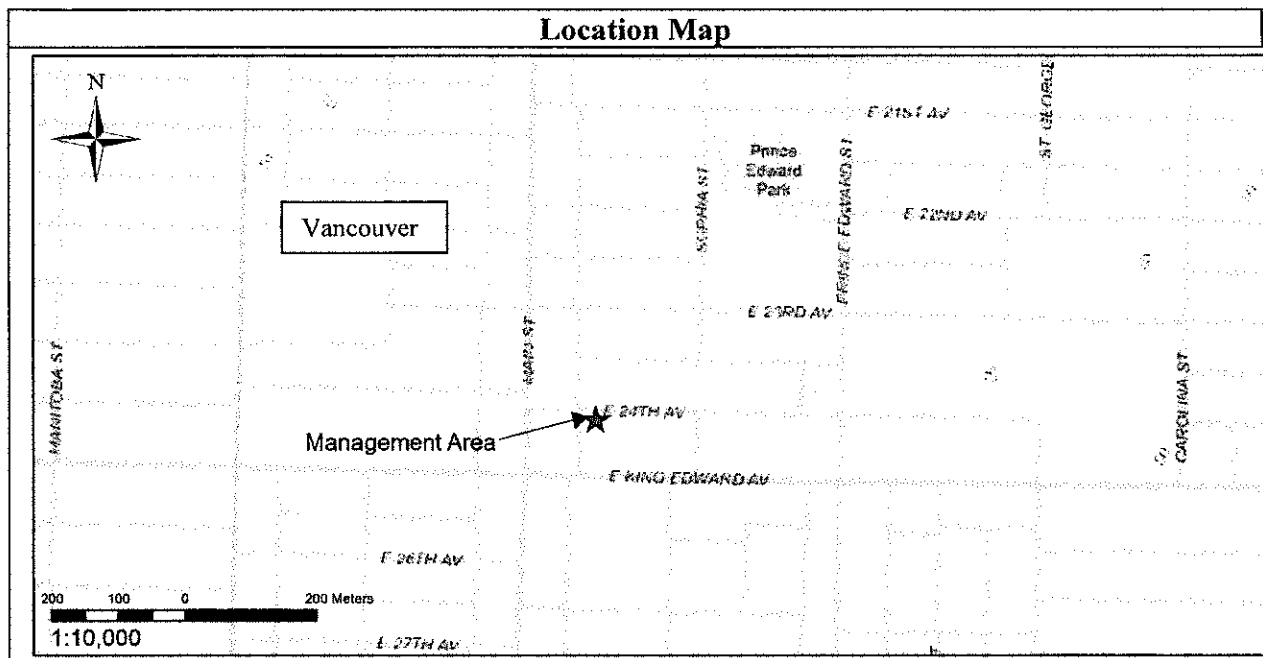 Location Map
N
E 21ST AV
ST. GEORGE
Prince
Edward
Park
SOPHIA ST
PRINCE EDWARD ST
E 22ND AV
Vancouver
E 23RD AV
MAIN ST
MANITOBA ST
CAROLINA ST
E 24TH AV
Management Area
E KING EDWARD AV
E 26TH AV
200 100 0 200 Meters
1:10,000
E 27TH AV